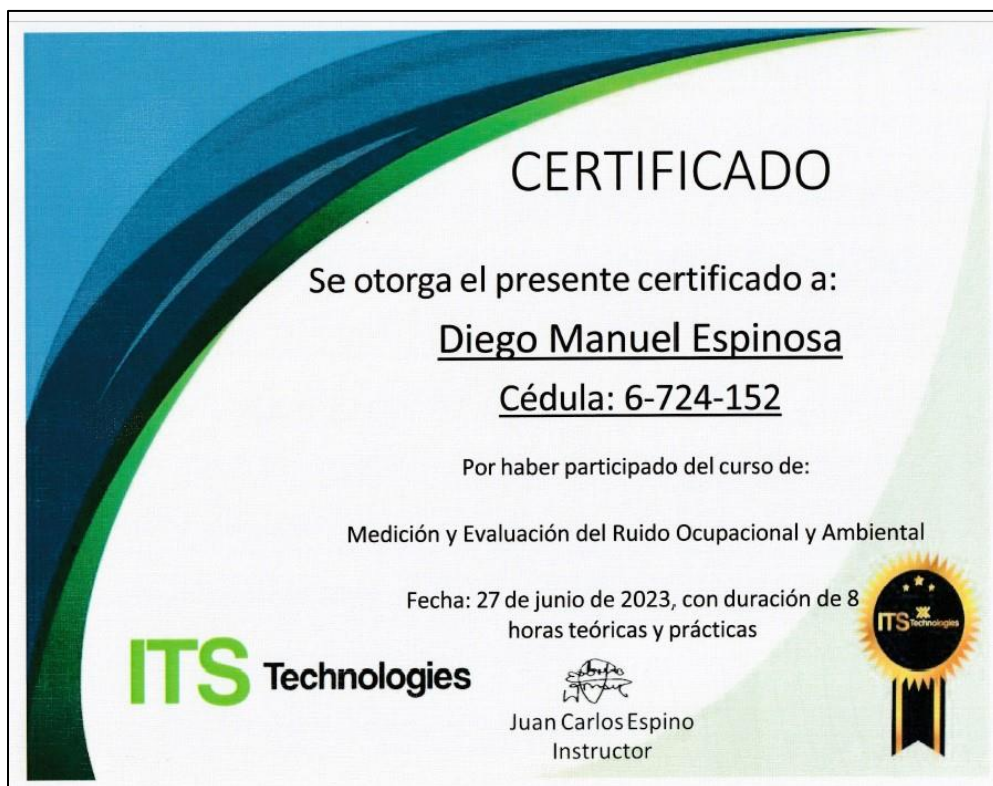 CERTIFICADO
Se otorga el presente certificado a:
Diego Manuel Espinosa
Cédula: 6-724-152
Por haber participado del curso de:
Medición y Evaluación del Ruido Ocupacional y Ambiental
Fecha: 27 de junio de 2023, con duración de 8
horas teóricas y prácticas
ITS Technologies
ITS Technologies
Juan Carlos Espino
Instructor